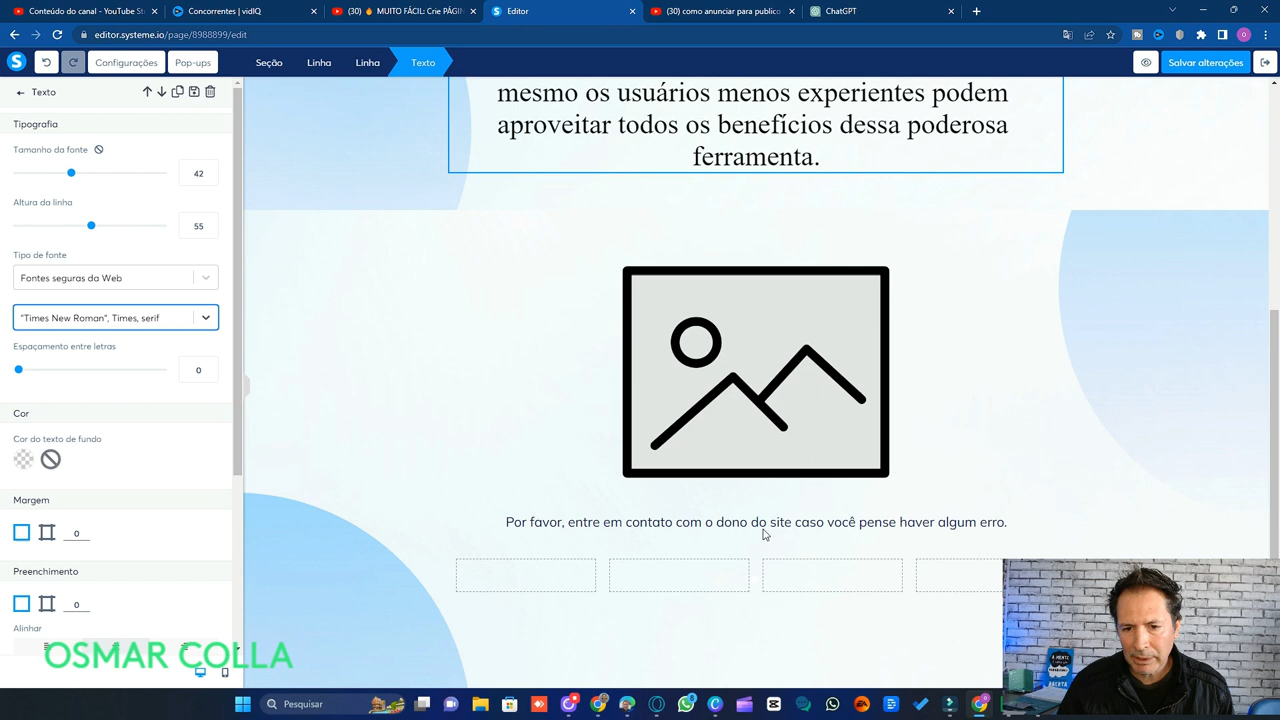 Conteúdo do canal - YouTube St
Concorrentes | vidIQ
(30) 🔥 MUITO FÁCIL: Crie PÁGIN
Editor
(30) como anunciar para publico
ChatGPT
editor.systeme.io/page/8988899/edit
S
Configurações
Pop-ups
Seção
Linha
Linha
Texto
Salvar alterações
Texto
Tipografia
Tamanho da fonte
42
Altura da linha
55
Tipo de fonte
Fontes seguras da Web
"Times New Roman", Times, serif
Espaçamento entre letras
0
Cor
Cor do texto de fundo
Margem
0
Preenchimento
0
Alinhar
mesmo os usuários menos experientes podem
aproveitar todos os benefícios dessa poderosa
ferramenta.
Por favor, entre em contato com o dono do site caso você pense haver algum erro.
OSMAR COLLA
A MENTE
Pesquisar